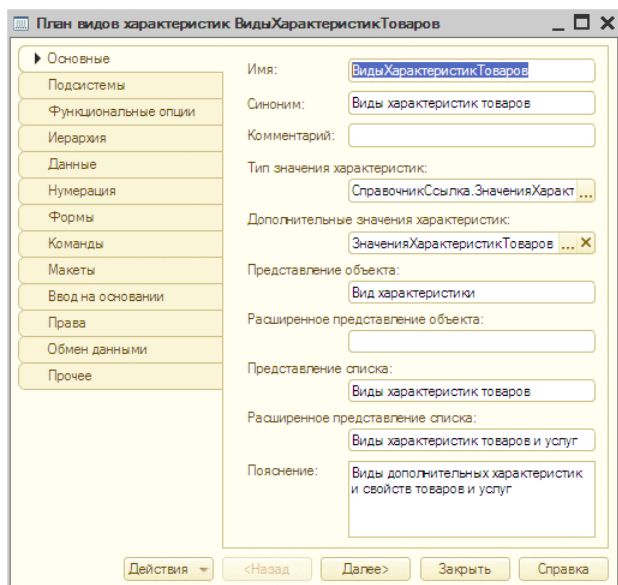 План видов характеристик ВидыХарактеристикТоваров
Основные
Подсистемы
Функциональные опции
Иерархия
Данные
Нумерация
Формы
Команды
Макеты
Ввод на основании
Права
Обмен данными
Прочее
Имя: ВидыХарактеристикТоваров
Синоним: Виды характеристик товаров
Комментарий:
Тип значения характеристик:
СправочникСсылка.ЗначенияХаракт ...
Дополнительные значения характеристик:
ЗначенияХарактеристикТоваров ...
Представление объекта:
Вид характеристики
Расширенное представление объекта:
Представление списка:
Виды характеристик товаров
Расширенное представление списка:
Виды характеристик товаров и услуг
Пояснение: Виды дополнительных характеристик
и свойств товаров и услуг
Действия <Назад Далее> Закрыть Справка